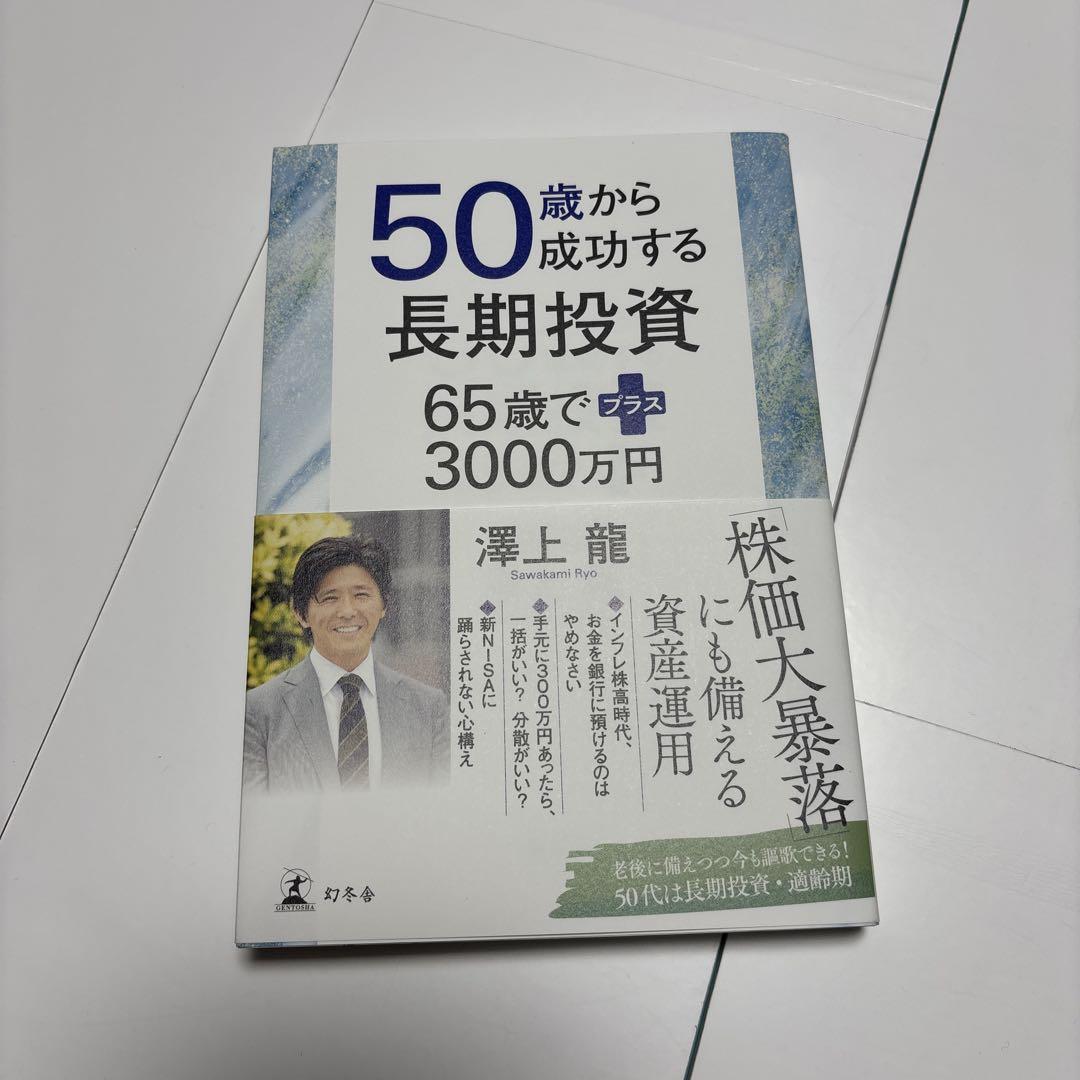 50歳から
成功する
長期投資
65歳でプラス
3000万円
澤上 龍
Sawakami Ryo
「株価大暴落」
にも備える
資産運用
インフレ株高時代、
お金を銀行に預けるのは
やめなさい
手元に300万円あったら、
一括がいい？ 分散がいい？
新NISAに
踊らされない心構え
老後に備えつつ今も謳歌できる！
50代は長期投資・適齢期
GENTOSHA
幻冬舎